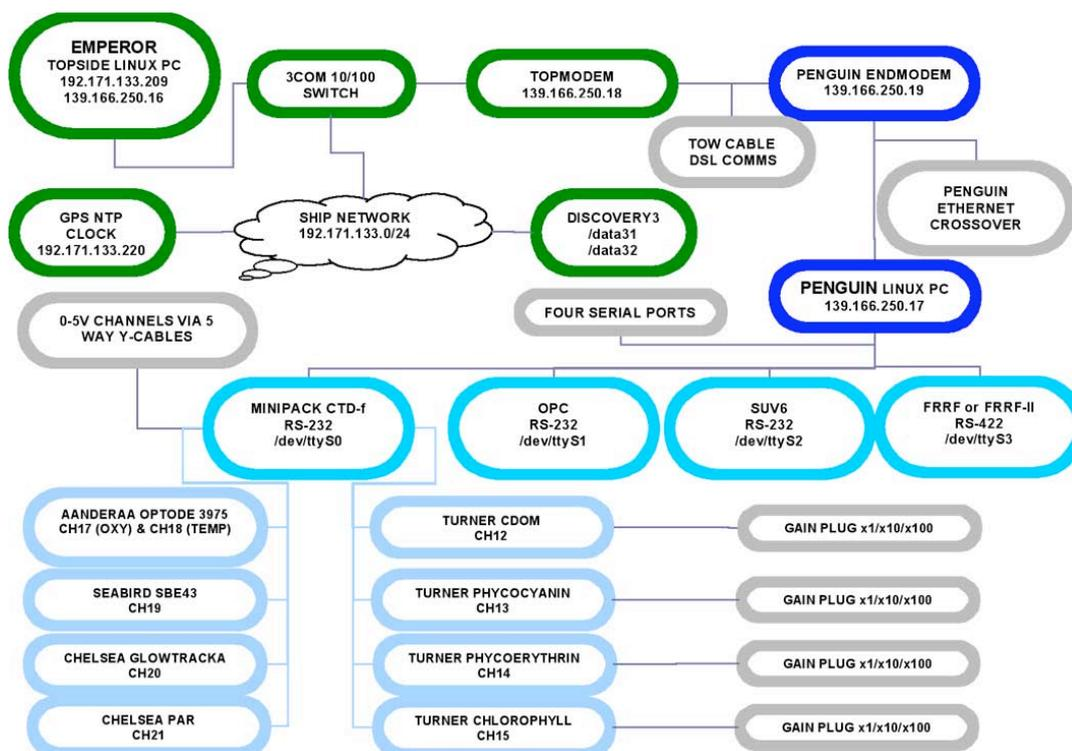 EMPEROR
TOPSIDE LINUX PC
192.171.133.209
139.166.250.16
3COM 10/100
SWITCH
TOPMODEM
139.166.250.18
PENGUIN ENDMODEM
139.166.250.19
TOW CABLE
DSL COMMS
GPS NTP
CLOCK
192.171.133.220
SHIP NETWORK
192.171.133.0/24
DISCOVERY3
/data31
/data32
PENGUIN
ETHERNET
CROSSOVER
0-5V CHANNELS VIA 5
WAY Y-CABLES
FOUR SERIAL PORTS
PENGUIN LINUX PC
139.166.250.17
MINIPACK CTD-f
RS-232
/dev/ttyS0
OPC
RS-232
/dev/ttyS1
SUV6
RS-232
/dev/ttyS2
FRRF or FRRF-II
RS-422
/dev/ttyS3
AANDERAA OPTODE 3975
CH17 (OXY) & CH18 (TEMP)
TURNER CDOM
CH12
GAIN PLUG x1/x10/x100
SEABIRD SBE43
CH19
TURNER PHYCOCYANIN
CH13
GAIN PLUG x1/x10/x100
CHELSEA GLOWTRACKA
CH20
TURNER PHYCOERYTHRIN
CH14
GAIN PLUG x1/x10/x100
CHELSEA PAR
CH21
TURNER CHLOROPHYLL
CH15
GAIN PLUG x1/x10/x100